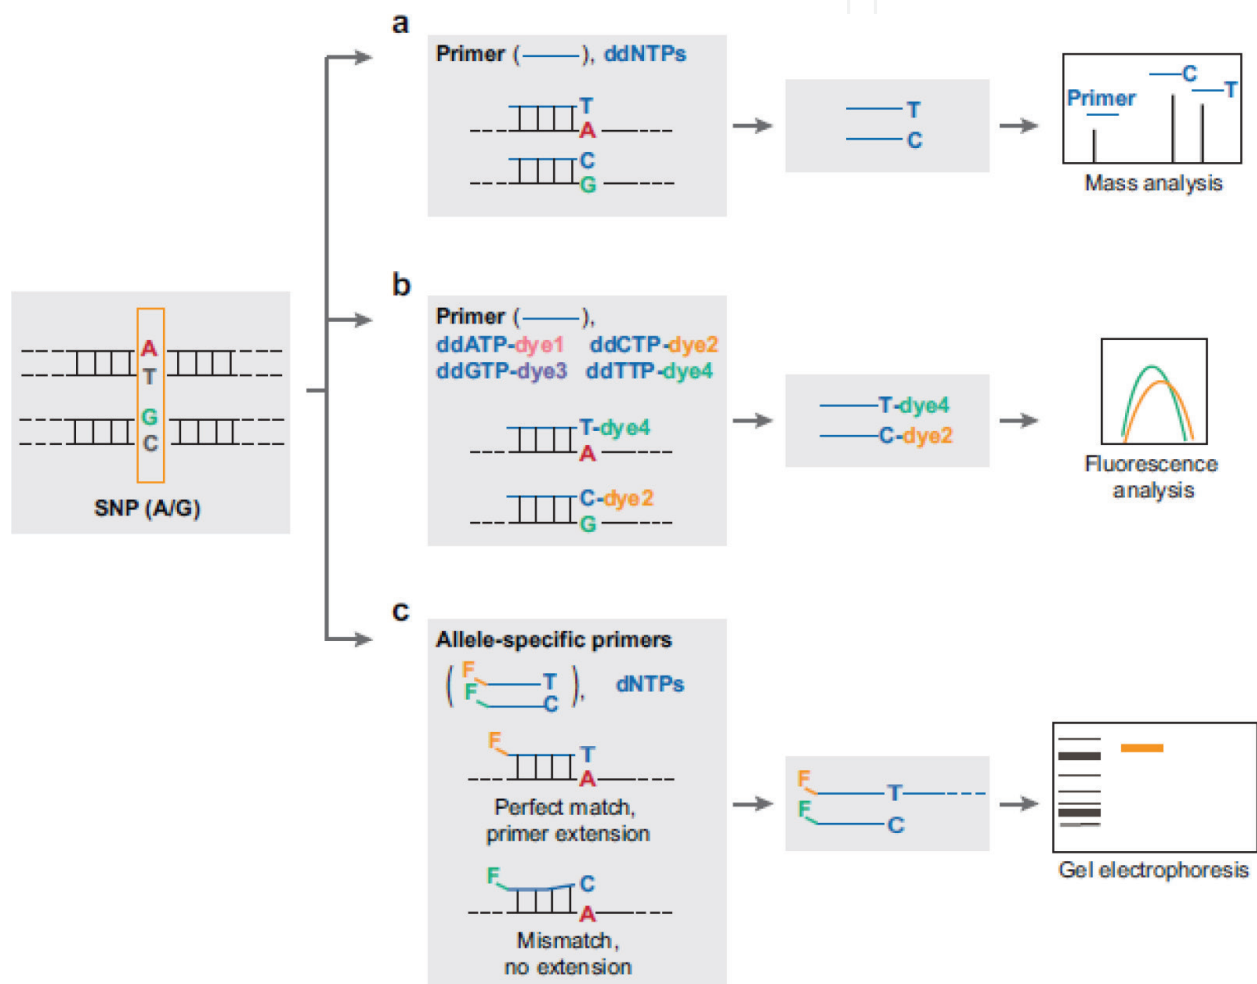 a
Primer ( ), ddNTPs
T
A
C
G
T
C
Primer
C
T
Mass analysis
A
T
G
C
SNP (A/G)
b
Primer ( ),
ddATP-dye1 ddCTP-dye2
ddGTP-dye3 ddTTP-dye4
T-dye4
A
C-dye2
G
T-dye4
C-dye2
Fluorescence
analysis
c
Allele-specific primers
F T
F C
( ), dNTPs
F T
A
Perfect match,
primer extension
F C
A
Mismatch,
no extension
F T
F C
Gel electrophoresis